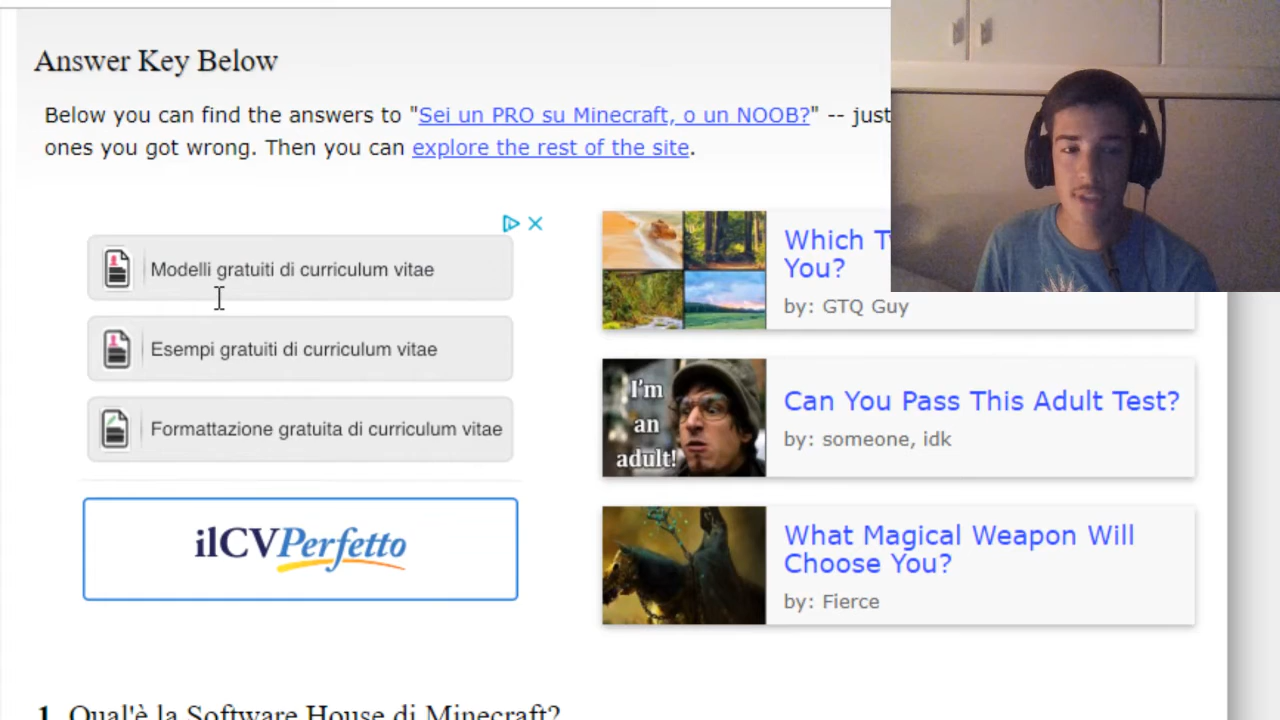 Answer Key Below
Below you can find the answers to "Sei un PRO su Minecraft, o un NOOB?" -- just
ones you got wrong. Then you can explore the rest of the site.
Modelli gratuiti di curriculum vitae
Esempi gratuiti di curriculum vitae
Formattazione gratuita di curriculum vitae
ilCVPerfetto
Which
You?
by: GTQ Guy
I'm
an
adult!
Can You Pass This Adult Test?
by: someone, idk
What Magical Weapon Will
Choose You?
by: Fierce
1. Qual'è la Software House di Minecraft?